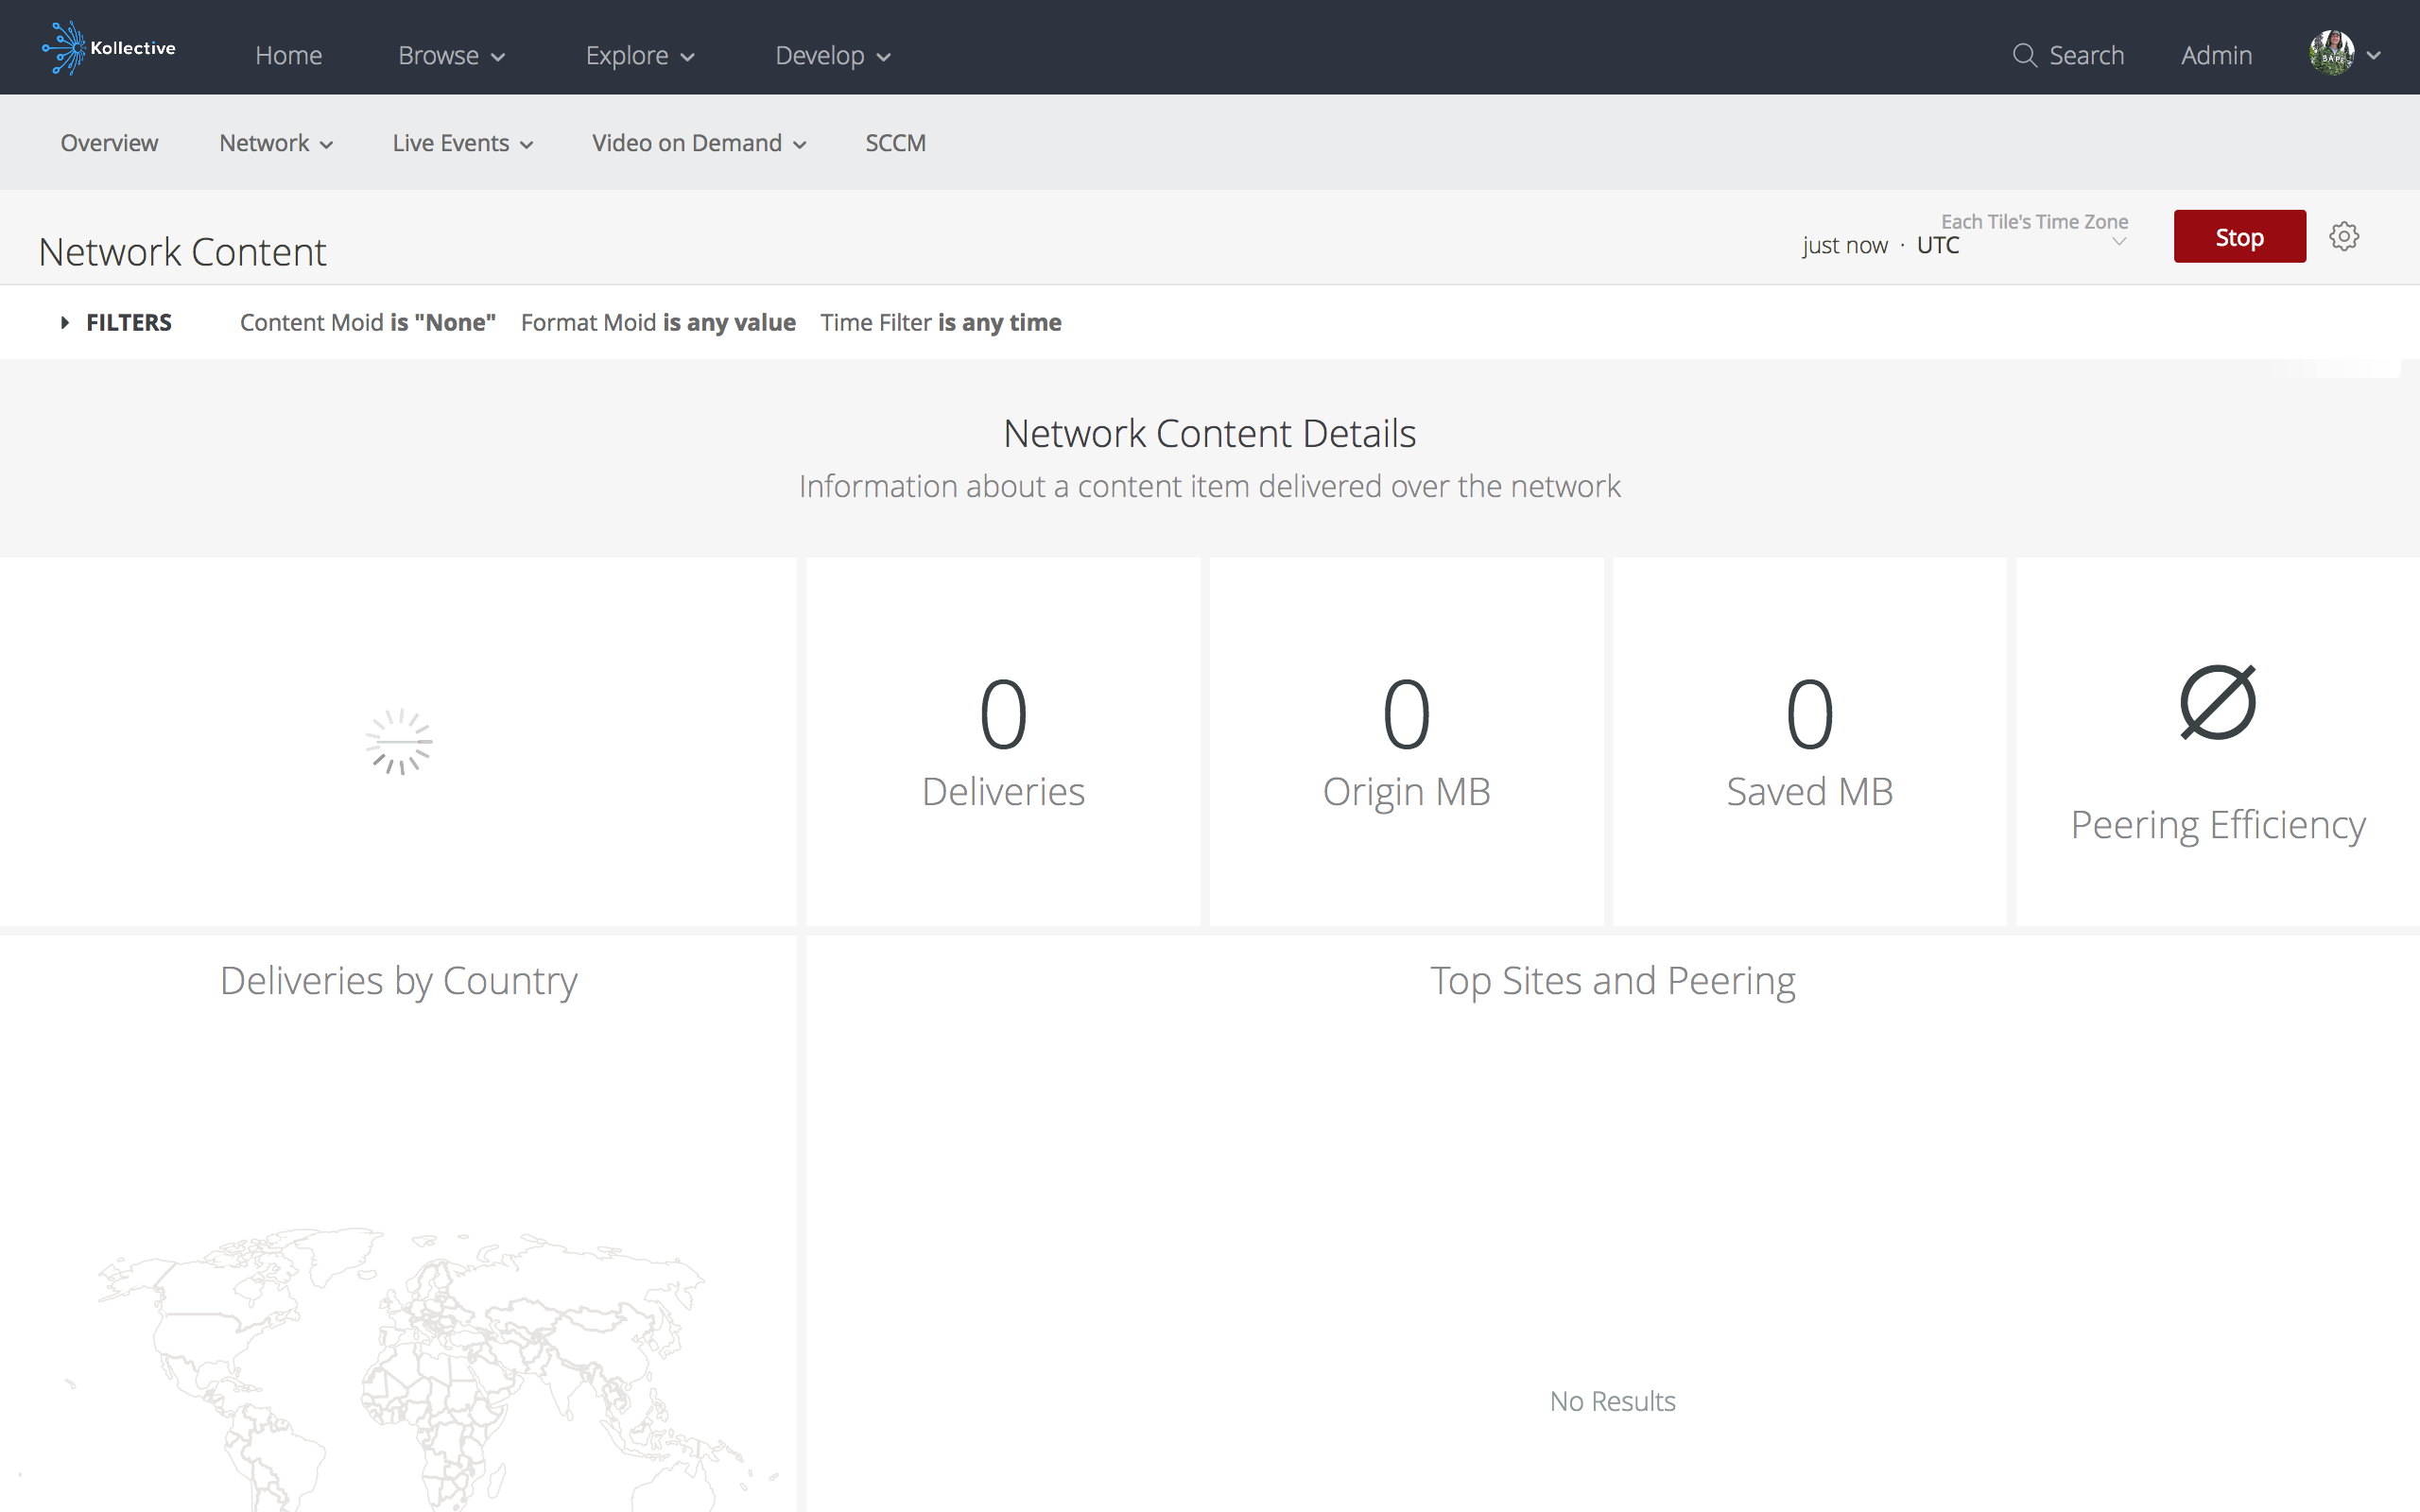 Kollective
Home
Browse
Explore
Develop
Search
Admin
Overview
Network
Live Events
Video on Demand
SCCM
Network Content
Each Tile's Time Zone
just now · UTC
Stop
FILTERS
Content Moid is "None"
Format Moid is any value
Time Filter is any time
Network Content Details
Information about a content item delivered over the network
0
Deliveries
0
Origin MB
0
Saved MB
Ø
Peering Efficiency
Deliveries by Country
Top Sites and Peering
No Results